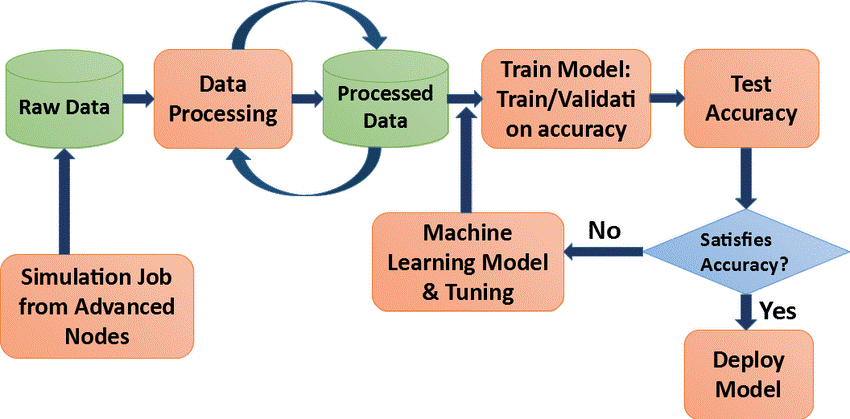 Raw Data
Data
Processing
Processed
Data
Train Model:
Train/Validati
on accuracy
Test
Accuracy
Simulation Job
from Advanced
Nodes
Machine
Learning Model
& Tuning
No
Satisfies
Accuracy?
Yes
Deploy
Model